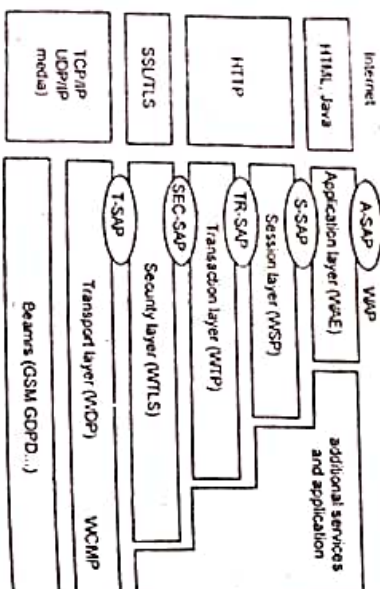 Internet
HTML, Java
HTTP
SSL/TLS
TCP/IP
UDP/IP
media)
A-SAP
WAP
Application layer (WAE)
additional services
and application
S-SAP
Session layer (WSP)
TR-SAP
Transaction layer (WTP)
SEC-SAP
Security layer (WTLS)
T-SAP
Transport layer (WDP)
WCMP
Beamrs (GSM GDPD...)